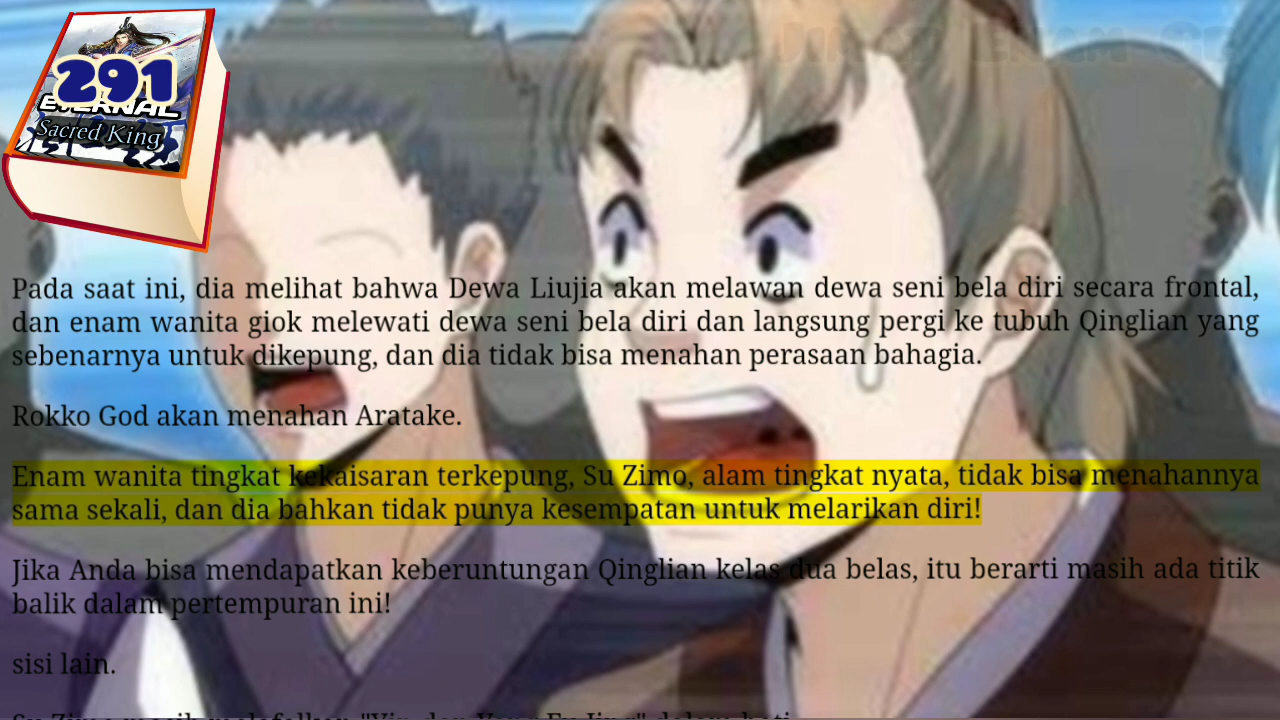 291
ETERNAL
Sacred King
Pada saat ini, dia melihat bahwa Dewa Liujia akan melawan dewa seni bela diri secara frontal,
dan enam wanita giok melewati dewa seni bela diri dan langsung pergi ke tubuh Qinglian yang
sebenarnya untuk dikepung, dan dia tidak bisa menahan perasaan bahagia.
Rokko God akan menahan Aratake.
Enam wanita tingkat kekaisaran terkepung, Su Zimo, alam tingkat nyata, tidak bisa menahannya
sama sekali, dan dia bahkan tidak punya kesempatan untuk melarikan diri!
Jika Anda bisa mendapatkan keberuntungan Qinglian kelas dua belas, itu berarti masih ada titik
balik dalam pertempuran ini!
sisi lain.